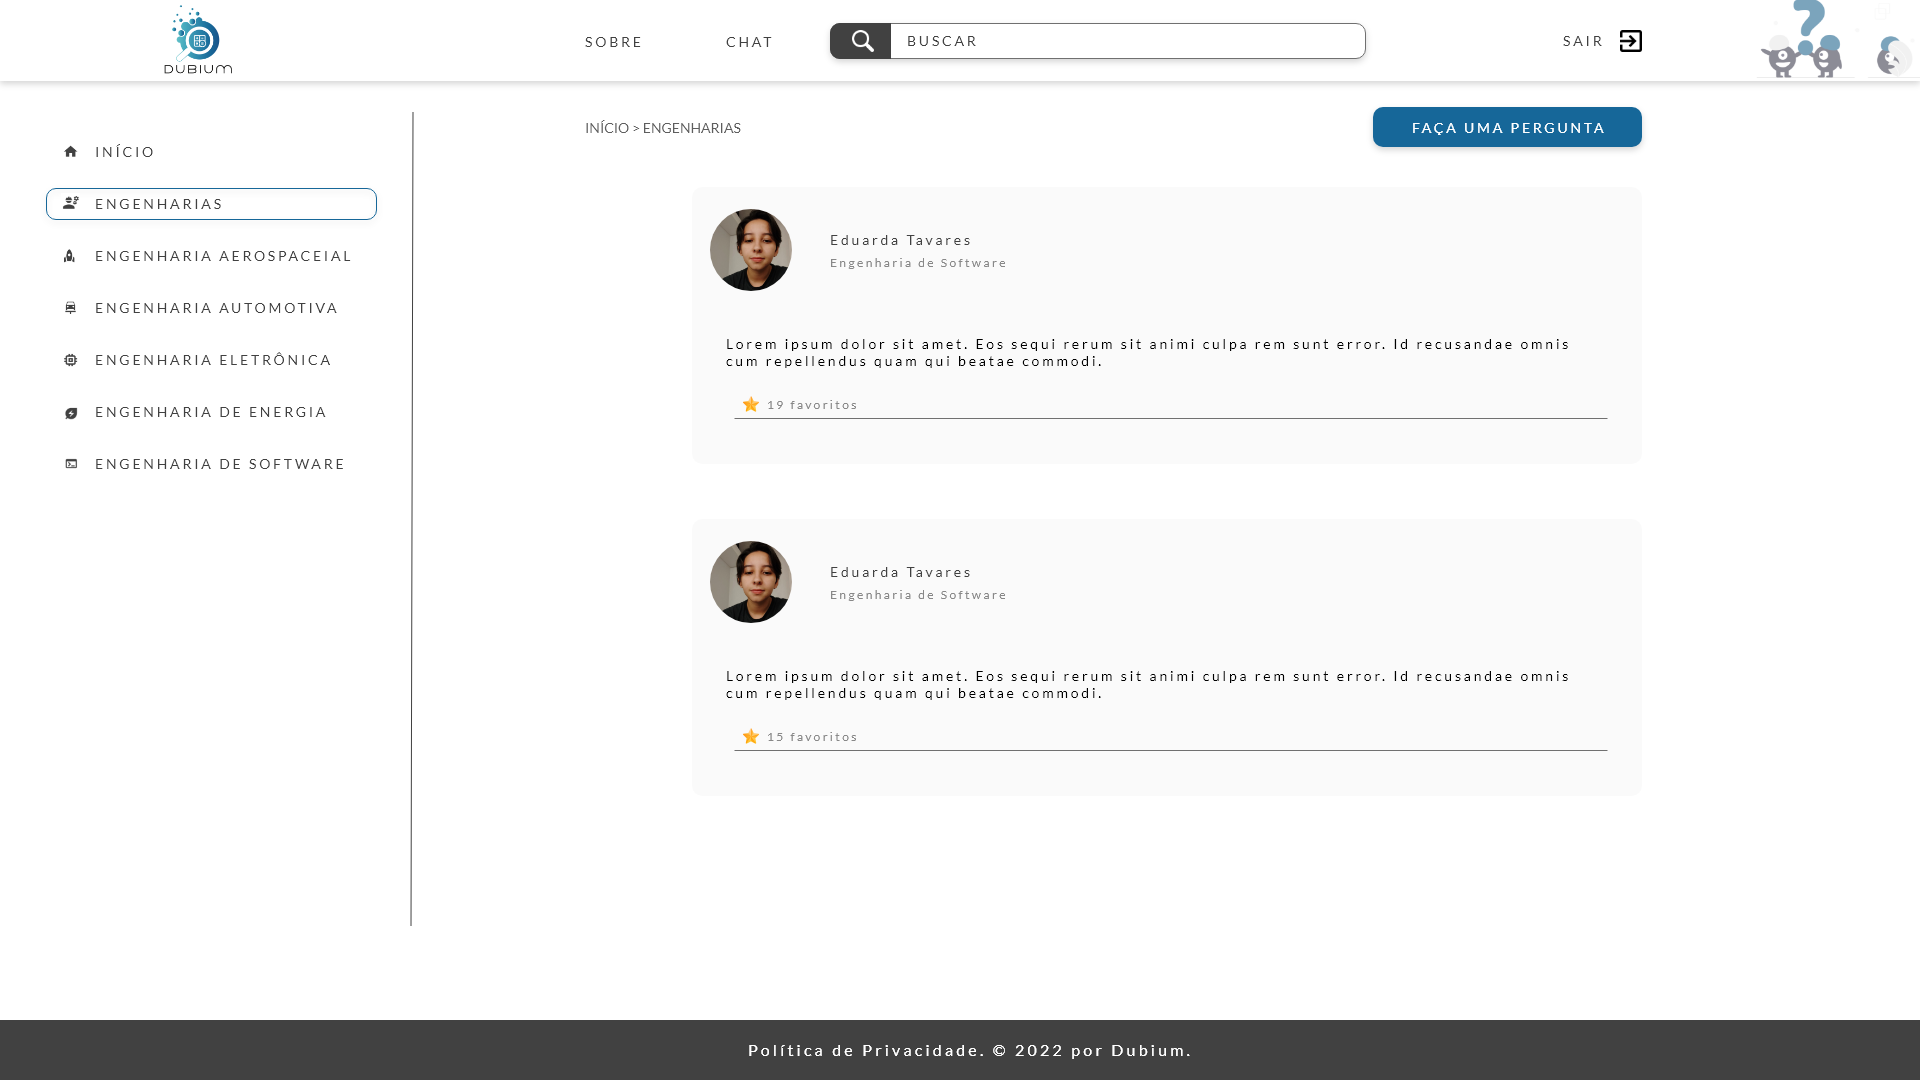 DUBIUM
SOBRE
CHAT
BUSCAR
SAIR
INÍCIO
ENGENHARIAS
ENGENHARIA AEROSPACEIAL
ENGENHARIA AUTOMOTIVA
ENGENHARIA ELETRÔNICA
ENGENHARIA DE ENERGIA
ENGENHARIA DE SOFTWARE
INÍCIO > ENGENHARIAS
FAÇA UMA PERGUNTA
Eduarda Tavares
Engenharia de Software
Lorem ipsum dolor sit amet. Eos sequi rerum sit animi culpa rem sunt error. Id recusandae omnis
cum repellendus quam qui beatae commodi.
19 favoritos
Eduarda Tavares
Engenharia de Software
Lorem ipsum dolor sit amet. Eos sequi rerum sit animi culpa rem sunt error. Id recusandae omnis
cum repellendus quam qui beatae commodi.
15 favoritos
Política de Privacidade. © 2022 por Dubium.